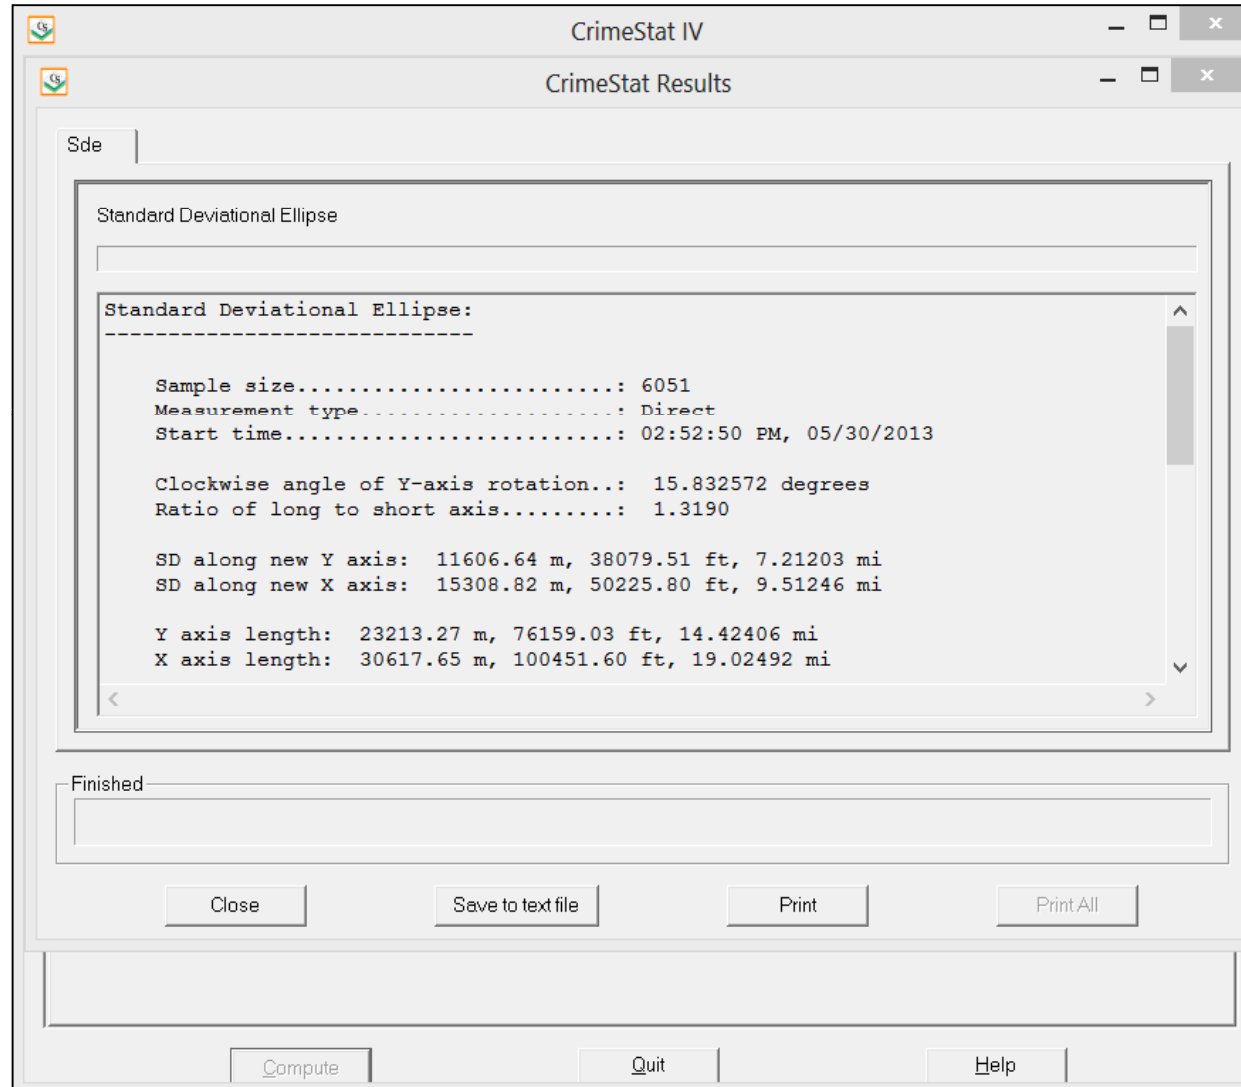 CrimeStat IV
CrimeStat Results
Sde
Standard Deviational Ellipse
Standard Deviational Ellipse:
-----------------------------
Sample size.........................: 6051
Measurement type....................: Direct
Start time..........................: 02:52:50 PM, 05/30/2013
Clockwise angle of Y-axis rotation..:  15.832572 degrees
Ratio of long to short axis.........:  1.3190
SD along new Y axis:  11606.64 m, 38079.51 ft, 7.21203 mi
SD along new X axis:  15308.82 m, 50225.80 ft, 9.51246 mi
Y axis length:  23213.27 m, 76159.03 ft, 14.42406 mi
X axis length:  30617.65 m, 100451.60 ft, 19.02492 mi
Finished
Close Save to text file Print Print All
Compute Quit Help